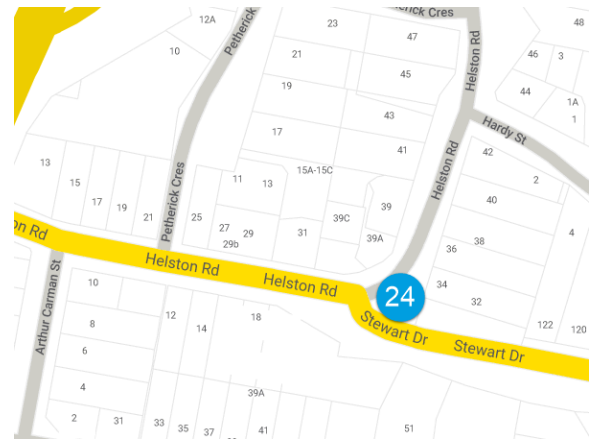 Petherick Cres
12A
23
47
48
10
21
46
3
45
44
19
1A
1
43
Helston Rd
Petherick Cres
17
Hardy St
41
42
13
15A-15C
2
15
11
13
Helston Rd
40
17
19
21
25
39C
39
27
29
31
4
29b
39A
36
38
on Rd
Petherick Cres
Helston Rd
Helston Rd
24
34
32
10
Arthur Carman St
8
12
14
18
Stewart Dr
Stewart Dr
122
120
6
4
39A
2
31
33
35
37
41
51